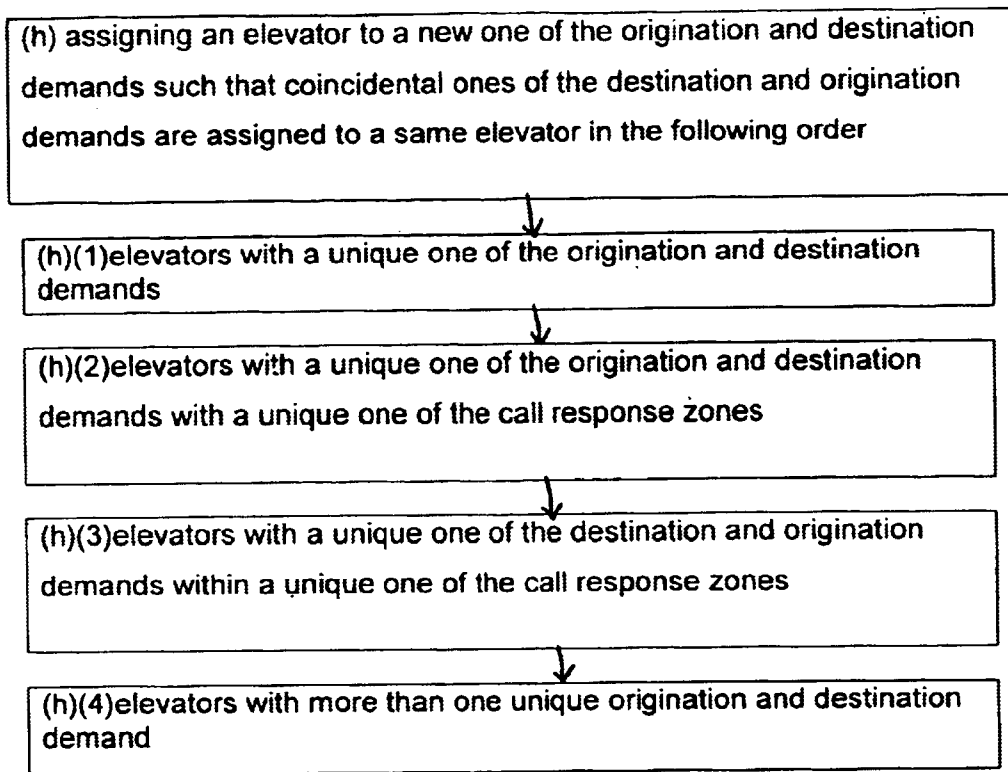 (h) assigning an elevator to a new one of the origination and destination
demands such that coincidental ones of the destination and origination
demands are assigned to a same elevator in the following order
(h)(1)elevators with a unique one of the origination and destination
demands
(h)(2)elevators with a unique one of the origination and destination
demands with a unique one of the call response zones
(h)(3)elevators with a unique one of the destination and origination
demands within a unique one of the call response zones
(h)(4)elevators with more than one unique origination and destination
demand